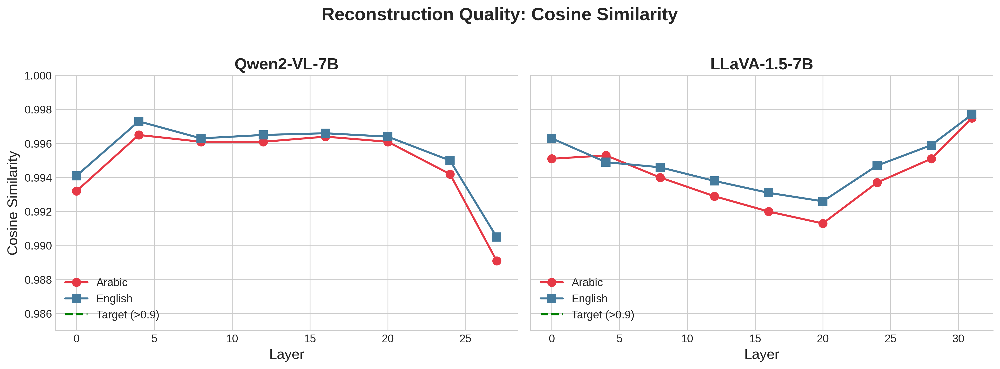 Reconstruction Quality: Cosine Similarity
Qwen2-VL-7B
Cosine Similarity
1.000
0.998
0.996
0.994
0.992
0.990
0.988
0.986
Arabic
English
Target (>0.9)
0 5 10 15 20 25
Layer
LLaVA-1.5-7B
Arabic
English
Target (>0.9)
0 5 10 15 20 25 30
Layer